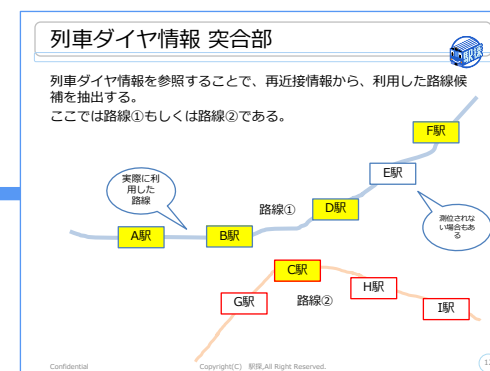 列車ダイヤ情報 突合部
列車ダイヤ情報を参照することで、再近接情報から、利用した路線候
補を抽出する。
ここでは路線①もしくは路線②である。
F駅
E駅
実際に利
用した
路線
路線①
D駅
測位されな
い場合もあ
る
A駅
B駅
C駅
H駅
G駅
路線②
I駅
Confidential
Copyright(C) 駅探,All Right Reserved.